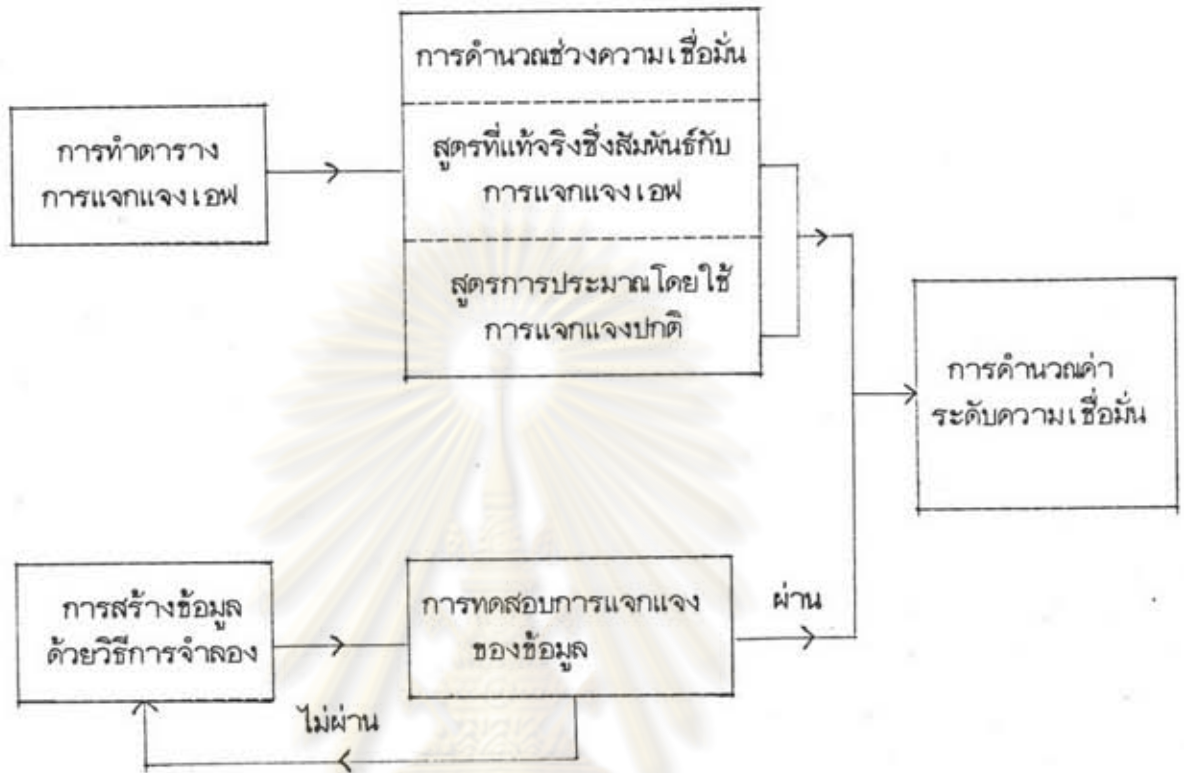 การคำนวณช่วงความเชื่อมั่น
การทำตาราง
การแจกแจงเอฟ
สูตรที่แท้จริงซึ่งสัมพันธ์กับ
การแจกแจงเอฟ
สูตรการประมาณโดยใช้
การแจกแจงปกติ
การคำนวณค่า
ระดับความเชื่อมั่น
การสร้างข้อมูล
ด้วยวิธีการจำลอง
การทดสอบการแจกแจง
ของข้อมูล
ผ่าน
ไม่ผ่าน